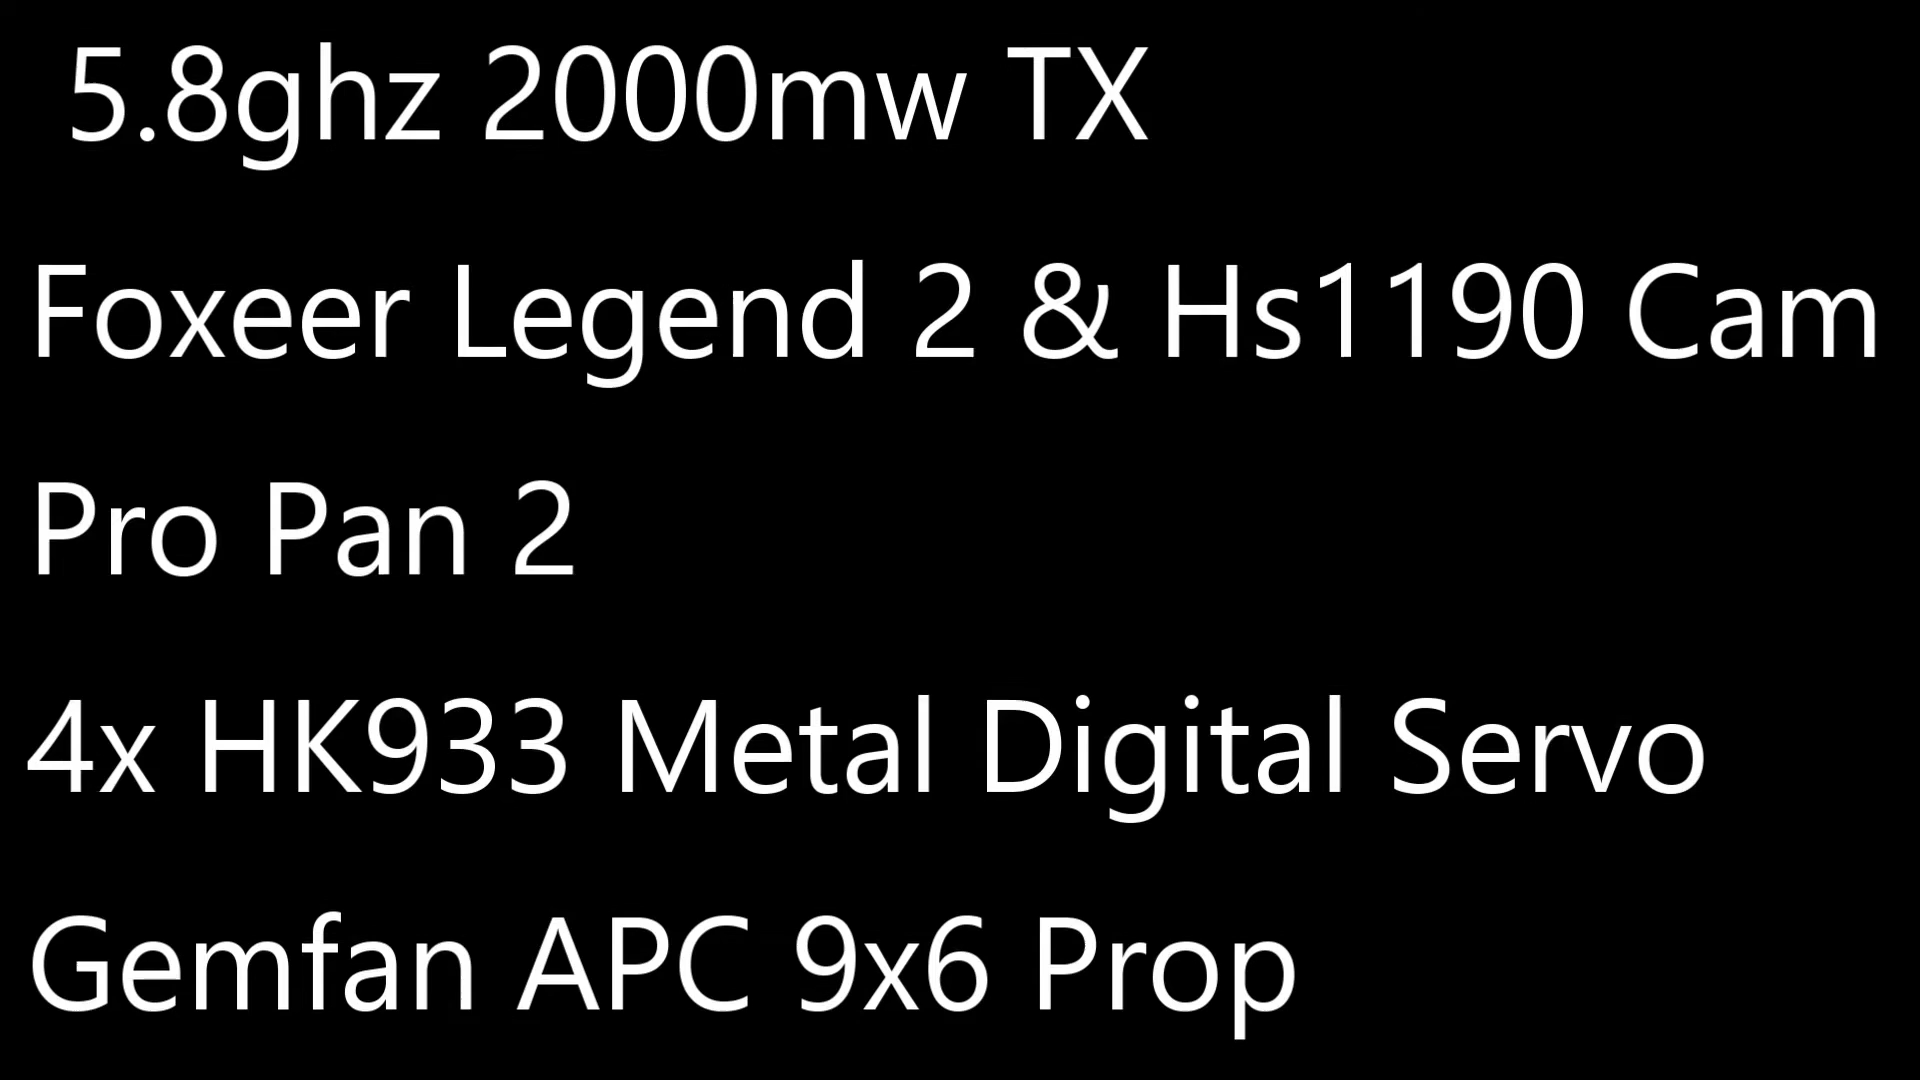 5.8ghz 2000mw TX
Foxeer Legend 2 & Hs1190 Cam
Pro Pan 2
4x HK933 Metal Digital Servo
Gemfan APC 9x6 Prop